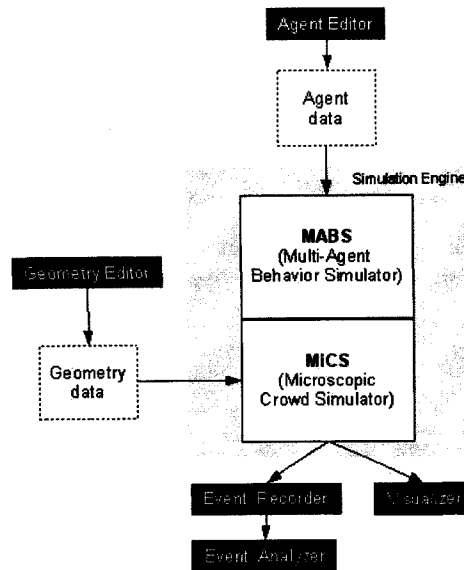 Agent Editor
Agent
data
Simulation Engine
MABS
(Multi-Agent
Behavior Simulator)
Geometry Editor
Geometry
data
MiCS
(Microscopic
Crowd Simulator)
Event Recorder
Visualizer
Event Analyzer